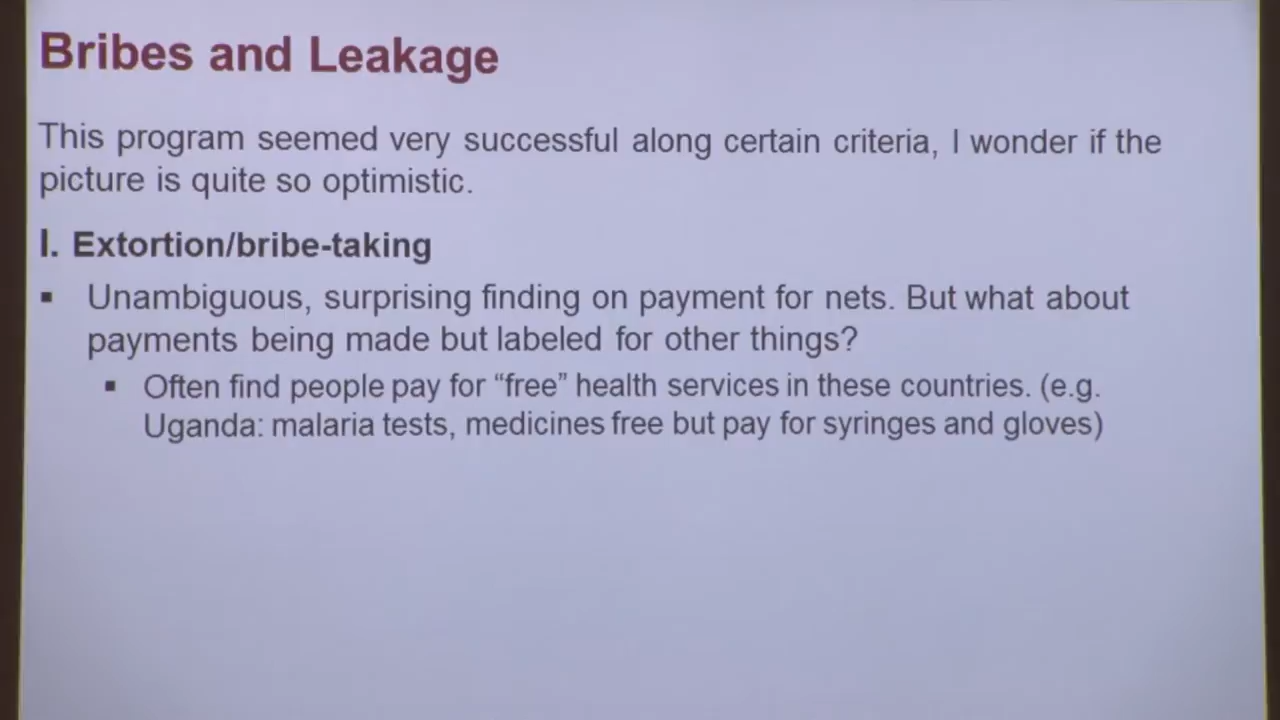 Bribes and Leakage
This program seemed very successful along certain criteria, I wonder if the
picture is quite so optimistic.
I. Extortion/bribe-taking
▪ Unambiguous, surprising finding on payment for nets. But what about
payments being made but labeled for other things?
▪ Often find people pay for “free” health services in these countries. (e.g.
Uganda: malaria tests, medicines free but pay for syringes and gloves)